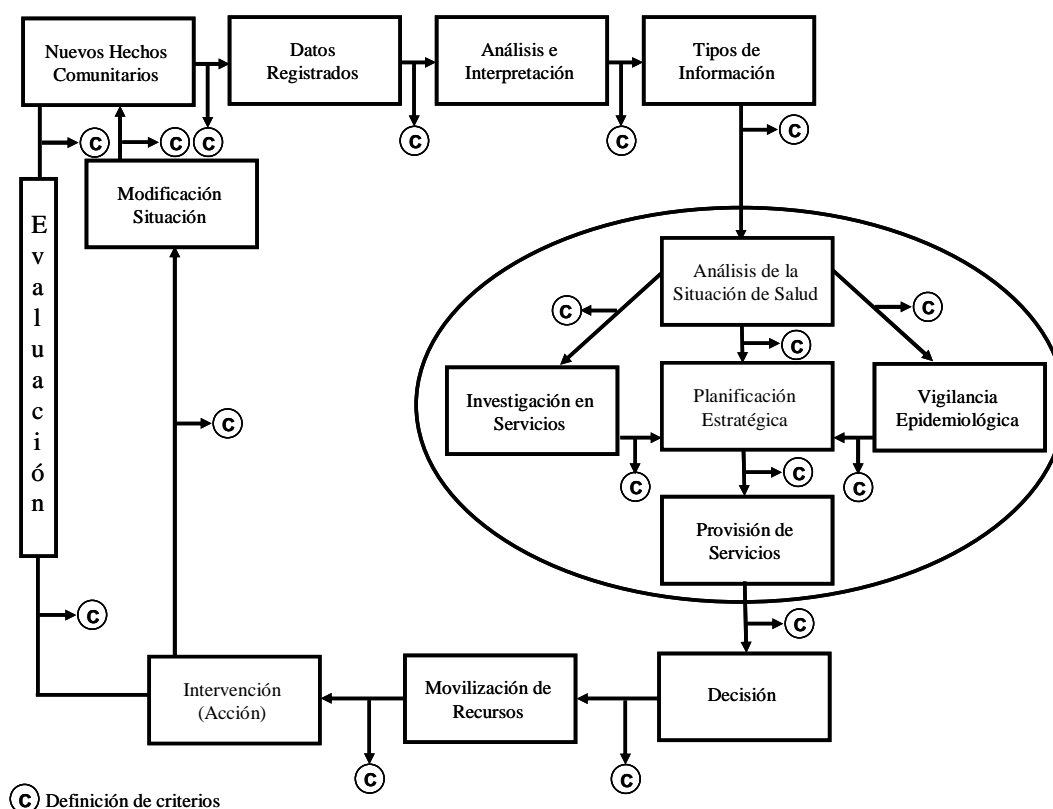 Nuevos Hechos
Comunitarios
Datos
Registrados
Análisis e
Interpretación
Tipos de
Información
C
C
C
C
C
C
Modificación
Situación
Evaluación
Análisis de la
Situación de Salud
C
C
C
Investigación en
Servicios
Planificación
Estratégica
Vigilancia
Epidemiológica
C
C
C
C
Provisión de
Servicios
C
C
Intervención
(Acción)
Movilización de
Recursos
Decisión
C
C
C Definición de criterios